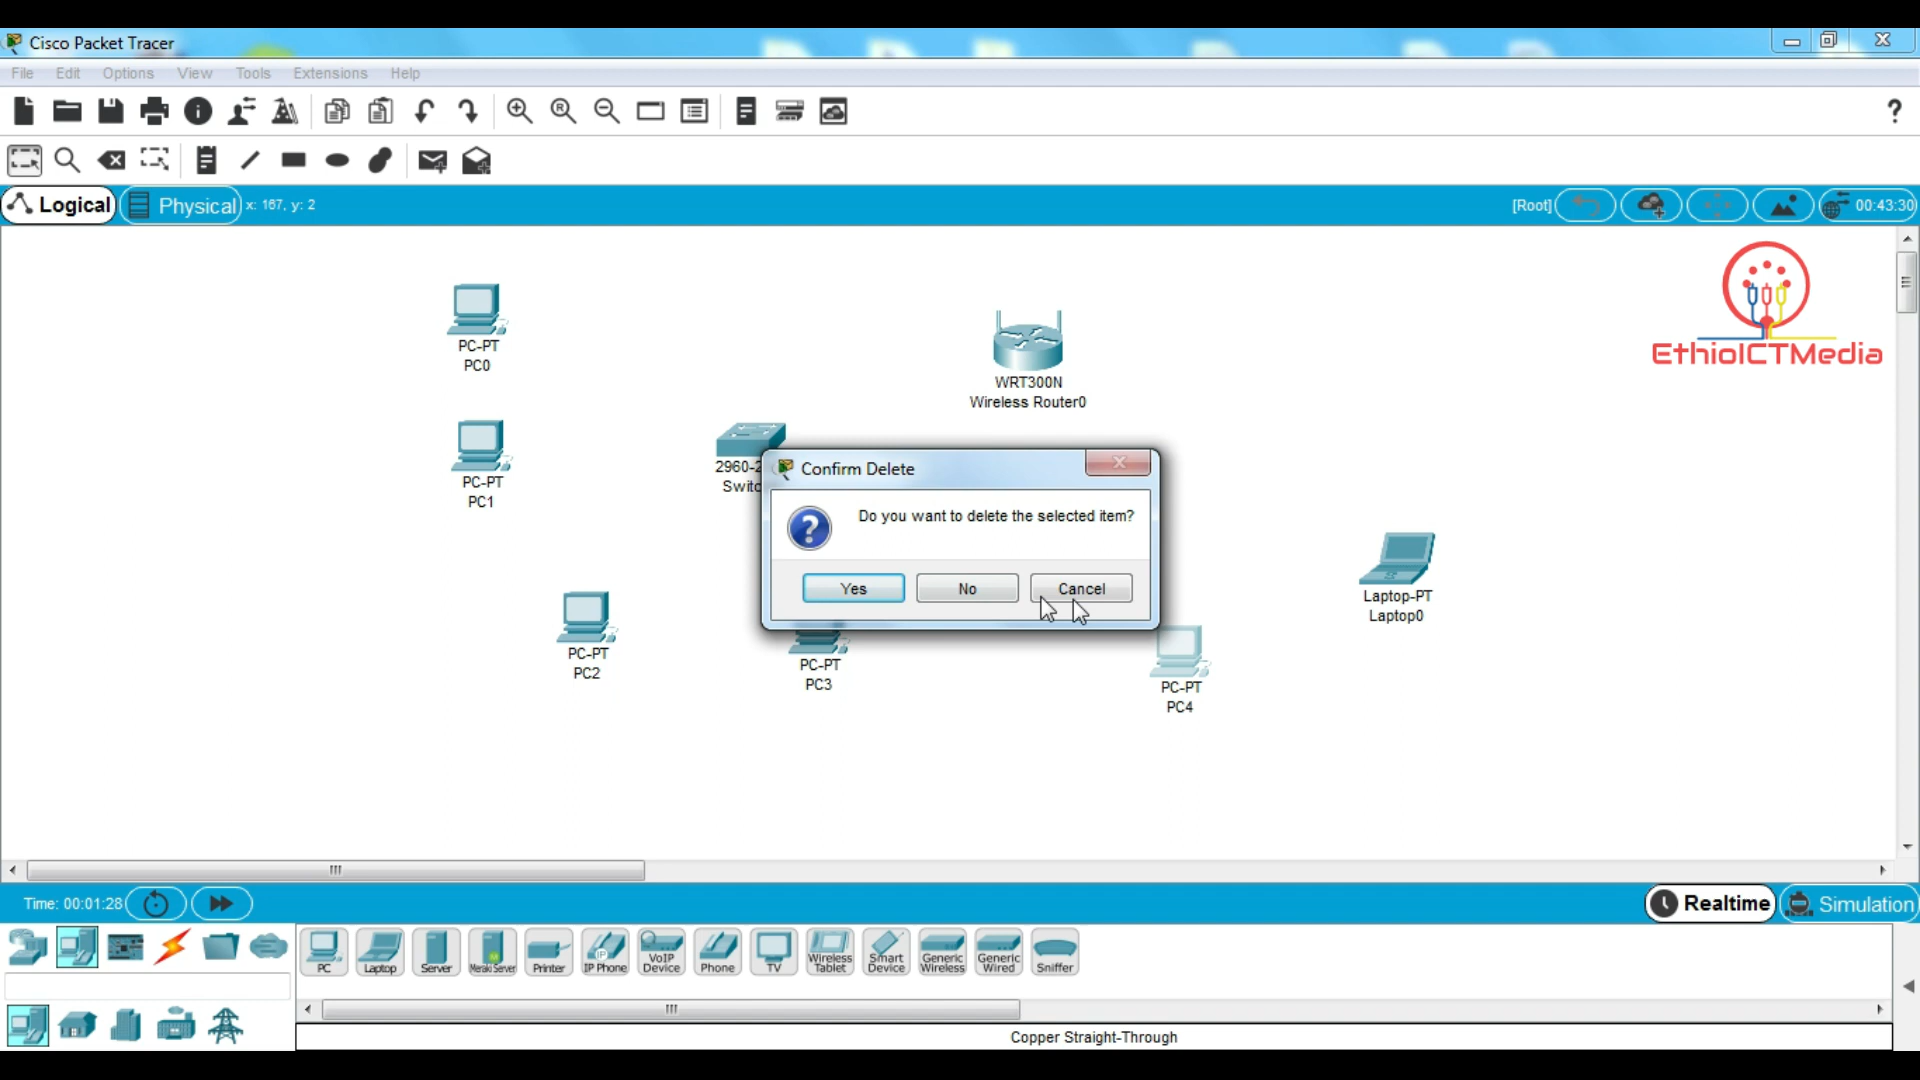 Cisco Packet Tracer
File Edit Options View Tools Extensions Help
Logical Physical x: 167, y: 2 [Root] 00:43:30
EthioICTMedia
PC-PT
PC0
WRT300N
Wireless Router0
PC-PT
PC1
2960-2
Switc
Confirm Delete
Do you want to delete the selected item?
Yes No Cancel
Laptop-PT
Laptop0
PC-PT
PC2
PC-PT
PC3
PC-PT
PC4
Time: 00:01:28 Realtime Simulation
PC Laptop Server Meraki Server Printer IP Phone VoIP Device Phone TV Wireless Tablet Smart Device Generic Wireless Generic Wired Sniffer
Copper Straight-Through